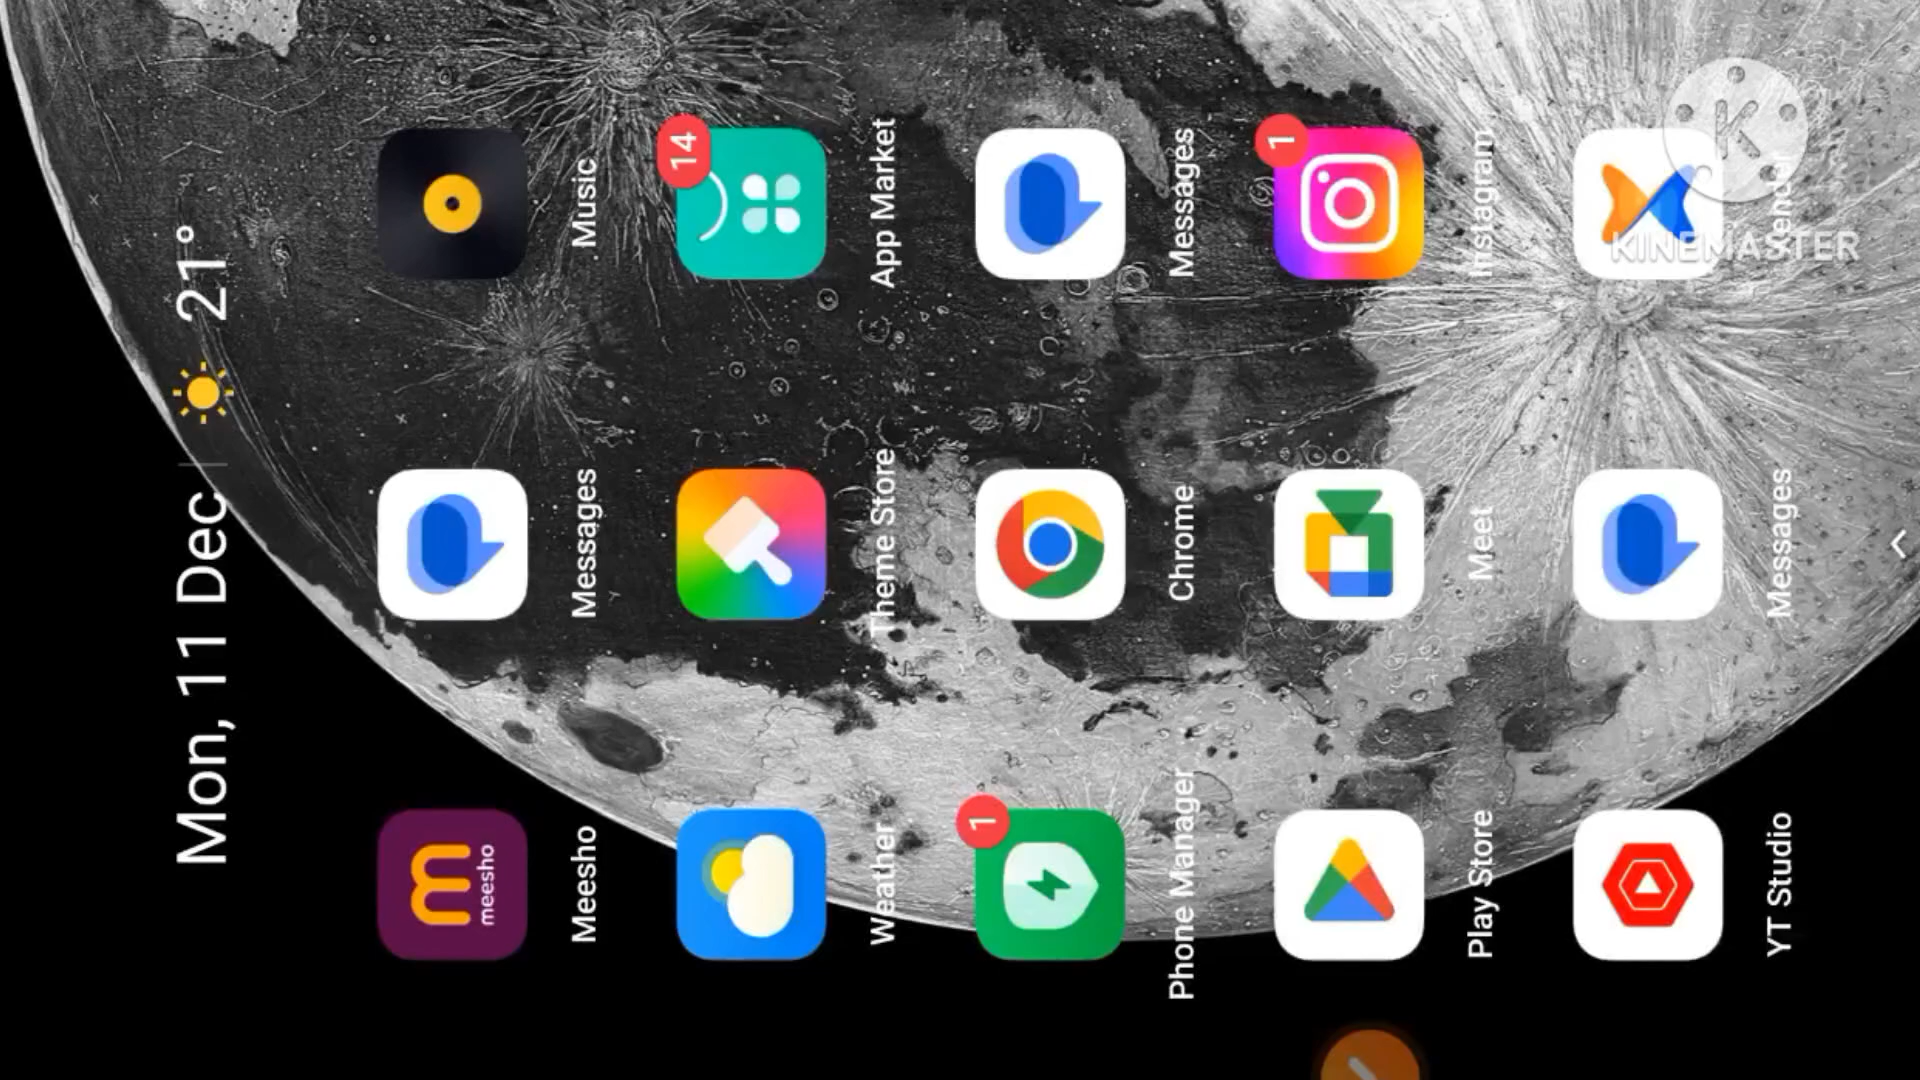 Mon, 11 Dec 21°
meesho
Meesho Messages Music
14
Weather Theme Store App Market
1
Phone Manager Chrome Messages
1
Play Store Meet Instagram
YT Studio Messages
K
KINEMASTER